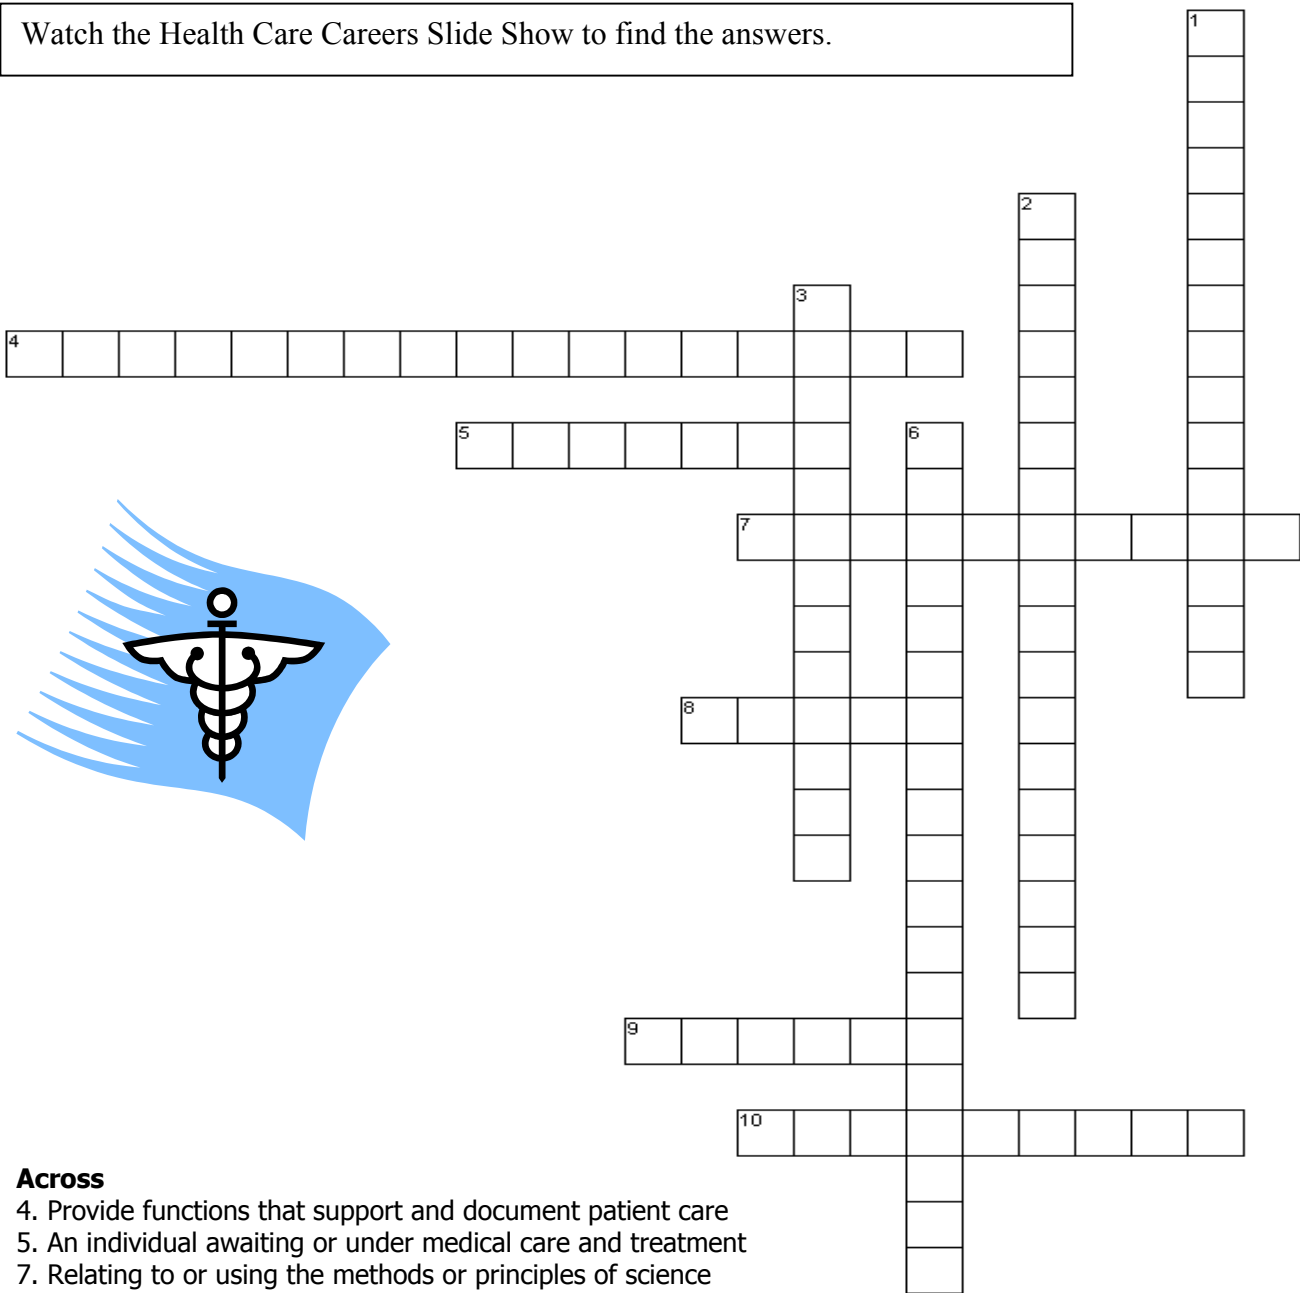 Watch the Health Care Careers Slide Show to find the answers.
1
2
3
4
5
6
7
8
9
10
Across
4. Provide functions that support and document patient care
5. An individual awaiting or under medical care and treatment
7. Relating to or using the methods or principles of science